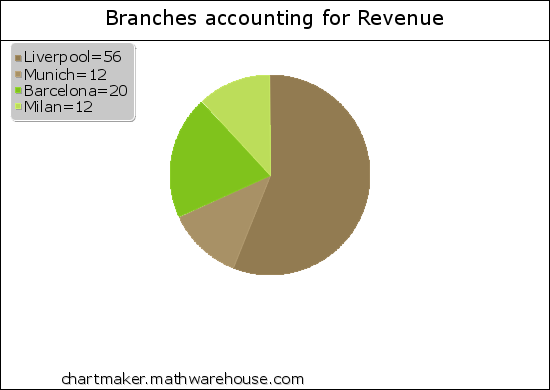 Branches accounting for Revenue
Liverpool=56
Munich=12
Barcelona=20
Milan=12
chartmaker.mathwarehouse.com